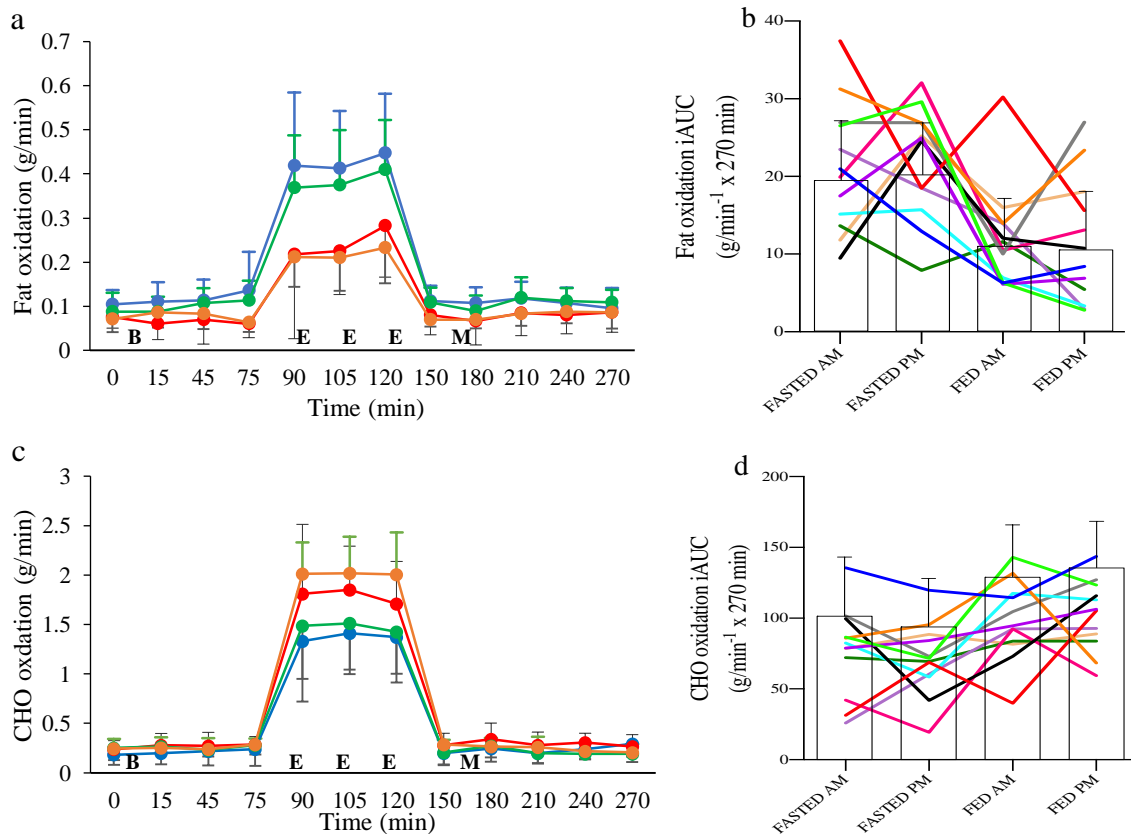 a
Fat oxidation (g/min)
0.7
0.6
0.5
0.4
0.3
0.2
0.1
0
B E E E M
0 15 45 75 90 105 120 150 180 210 240 270
Time (min)
b
Fat oxidation iAUC
(g/min⁻¹ x 270 min)
40
30
20
10
0
FASTED AM
FASTED PM
FED AM
FED PM
c
CHO oxdation (g/min)
3
2.5
2
1.5
1
0.5
0
B E E E M
0 15 45 75 90 105 120 150 180 210 240 270
Time (min)
d
CHO oxidation iAUC
(g/min⁻¹ x 270 min)
200
150
100
50
0
FASTED AM
FASTED PM
FED AM
FED PM